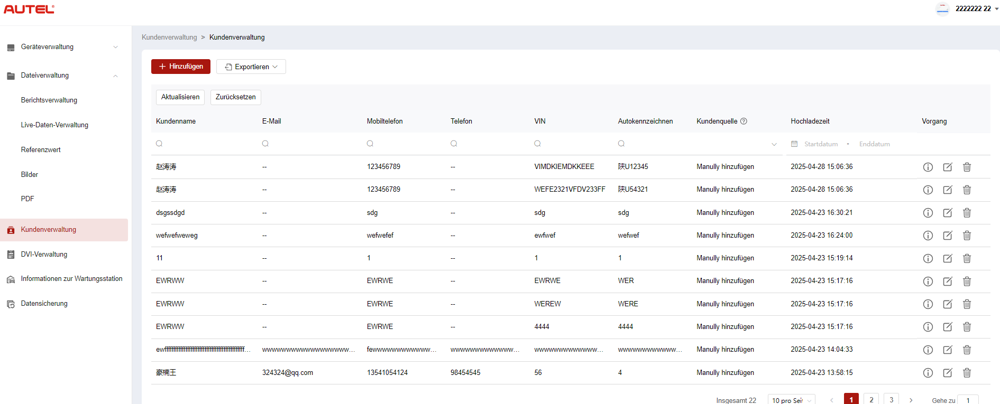 AUTEL®
2222222 22
Geräteverwaltung
Dateiverwaltung
Berichtsverwaltung
Live-Daten-Verwaltung
Referenzwert
Bilder
PDF
Kundenverwaltung
DVI-Verwaltung
Informationen zur Wartungsstation
Datensicherung
Kundenverwaltung > Kundenverwaltung
+ Hinzufügen Exportieren
Aktualisieren Zurücksetzen
Kundenname E-Mail Mobiltelefon Telefon VIN Autokennzeichnen Kundenquelle ? Hochladezeit Vorgang
Startdatum - Enddatum
赵涛涛 -- 123456789 -- VIMDKIEMDKKEEE 陕U12345 Manully hinzufügen 2025-04-28 15:06:36
赵涛涛 -- 123456789 -- WEFE2321VFDV233FF 陕U54321 Manully hinzufügen 2025-04-28 15:06:36
dsgssdgd -- sdg -- sdg sdg Manully hinzufügen 2025-04-23 16:30:21
wefwefweweg -- wefwefef -- ewfwef wefwef Manully hinzufügen 2025-04-23 16:24:00
11 -- 1 -- 1 1 Manully hinzufügen 2025-04-23 15:19:14
EWRWW -- EWRWE -- EWRWE WER Manully hinzufügen 2025-04-23 15:17:16
EWRWW -- EWRWE -- WEREW WERE Manully hinzufügen 2025-04-23 15:17:16
EWRWW -- EWRWE -- 4444 4444 Manully hinzufügen 2025-04-23 15:17:16
Manully hinzufügen 2025-04-23 14:04:33
豪楠王 324324@qq.com 13541054124 98454545 56 4 Manully hinzufügen 2025-04-23 13:58:15
Insgesamt 22 10 pro Seit < 1 2 3 > Gehe zu 1